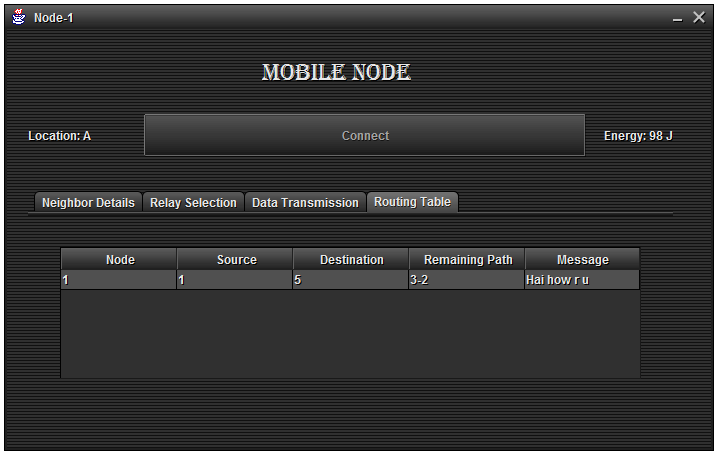 Node-1
MOBILE NODE
Location: A Connect Energy: 98 J
Neighbor Details Relay Selection Data Transmission Routing Table
Node Source Destination Remaining Path Message
1 1 5 3-2 Hai how r u